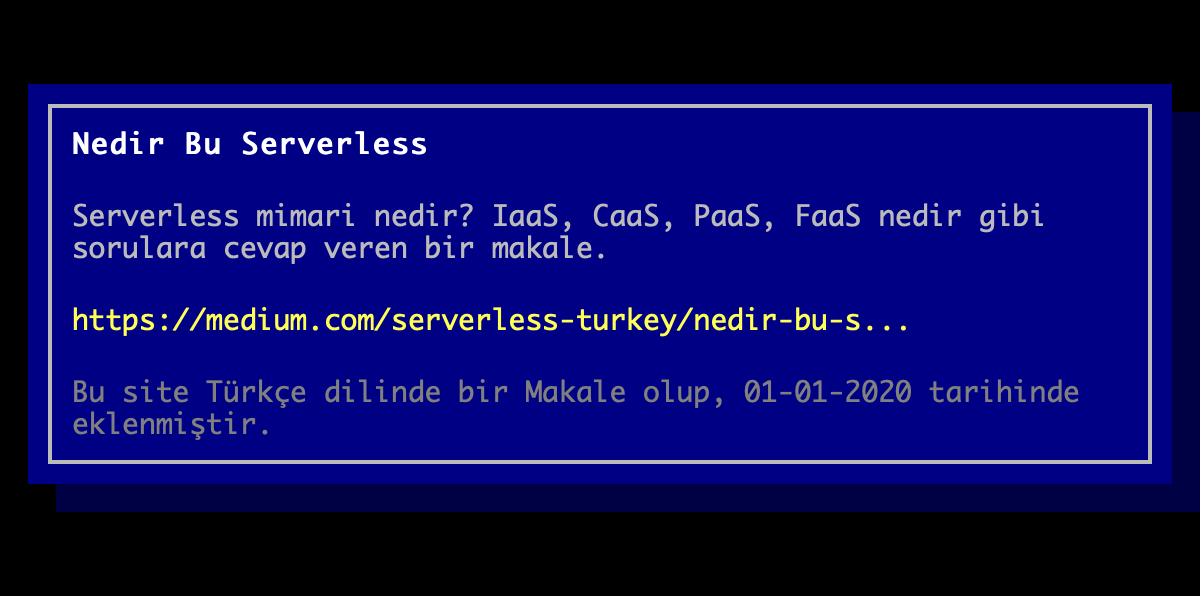 Nedir Bu Serverless
Serverless mimari nedir? IaaS, CaaS, PaaS, FaaS nedir gibi
sorulara cevap veren bir makale.
https://medium.com/serverless-turkey/nedir-bu-s...
Bu site Türkçe dilinde bir Makale olup, 01-01-2020 tarihinde
eklenmiştir.